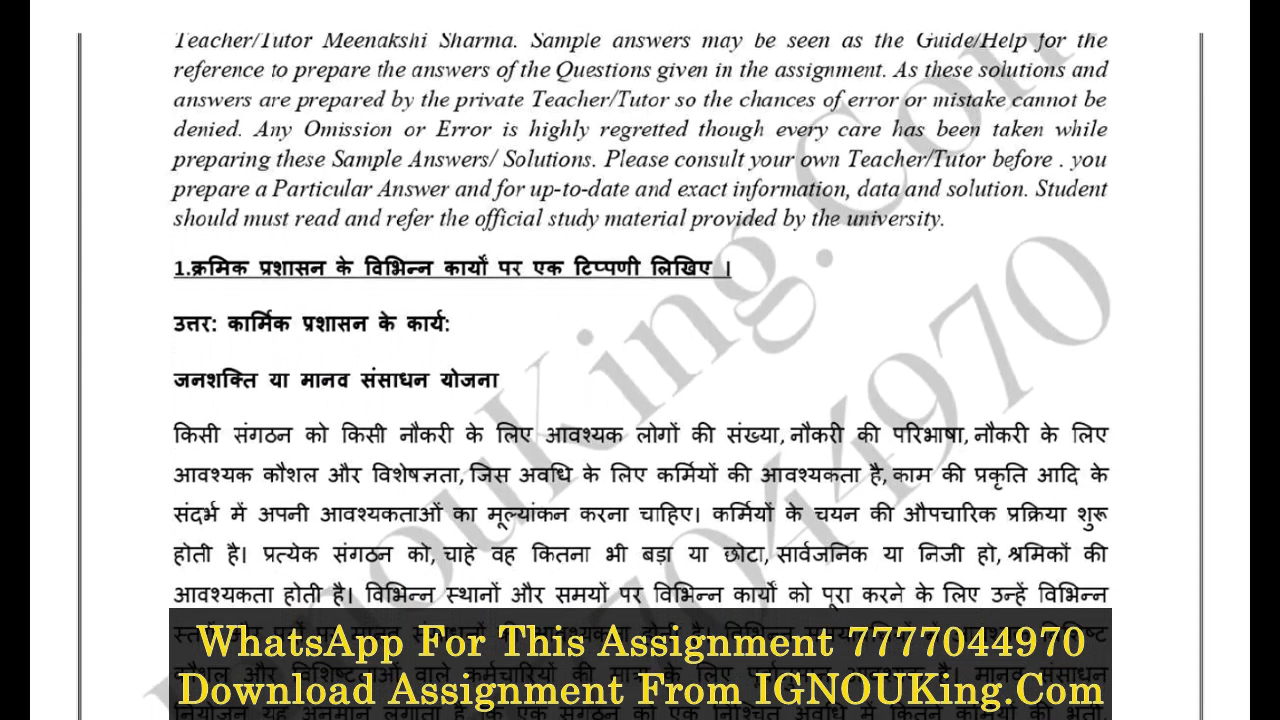 Teacher/Tutor Meenakshi Sharma. Sample answers may be seen as the Guide/Help for the
reference to prepare the answers of the Questions given in the assignment. As these solutions and
answers are prepared by the private Teacher/Tutor so the chances of error or mistake cannot be
denied. Any Omission or Error is highly regretted though every care has been taken while
preparing these Sample Answers/ Solutions. Please consult your own Teacher/Tutor before . you
prepare a Particular Answer and for up-to-date and exact information, data and solution. Student
should must read and refer the official study material provided by the university.
1.क्रमिक प्रशासन के विभिन्न कार्यों पर एक टिप्पणी लिखिए ।
उत्तर: कार्मिक प्रशासन के कार्य:
जनशक्ति या मानव संसाधन योजना
किसी संगठन को किसी नौकरी के लिए आवश्यक लोगों की संख्या, नौकरी की परिभाषा, नौकरी के लिए
आवश्यक कौशल और विशेषज्ञता, जिस अवधि के लिए कर्मियों की आवश्यकता है, काम की प्रकृति आदि के
संदर्भ में अपनी आवश्यकताओं का मूल्यांकन करना चाहिए। कर्मियों के चयन की औपचारिक प्रक्रिया शुरू
होती है। प्रत्येक संगठन को, चाहे वह कितना भी बड़ा या छोटा, सार्वजनिक या निजी हो, श्रमिकों की
आवश्यकता होती है। विभिन्न स्थानों और समयों पर विभिन्न कार्यों को पूरा करने के लिए उन्हें विभिन्न
WhatsApp For This Assignment 7777044970
Download Assignment From IGNOUKing.Com